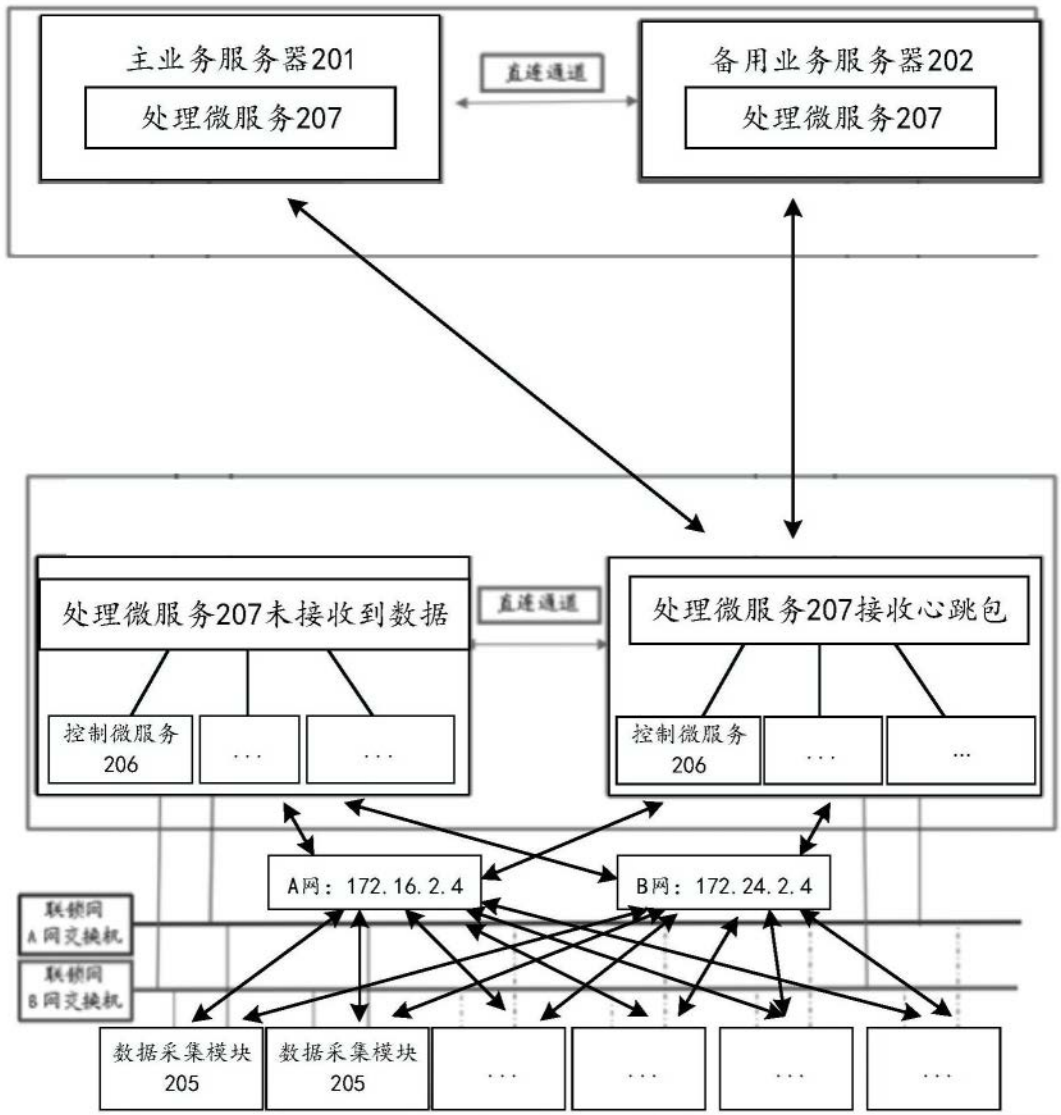 主业务服务器201
处理微服务207
直连通道
备用业务服务器202
处理微服务207
处理微服务207未接收到数据
控制微服务
206
...
...
直连通道
处理微服务207接收心跳包
控制微服务
206
...
...
A网：172.16.2.4
B网：172.24.2.4
联锁网
A网交换机
联锁网
B网交换机
数据采集模块
205
数据采集模块
205
...
...
...
...